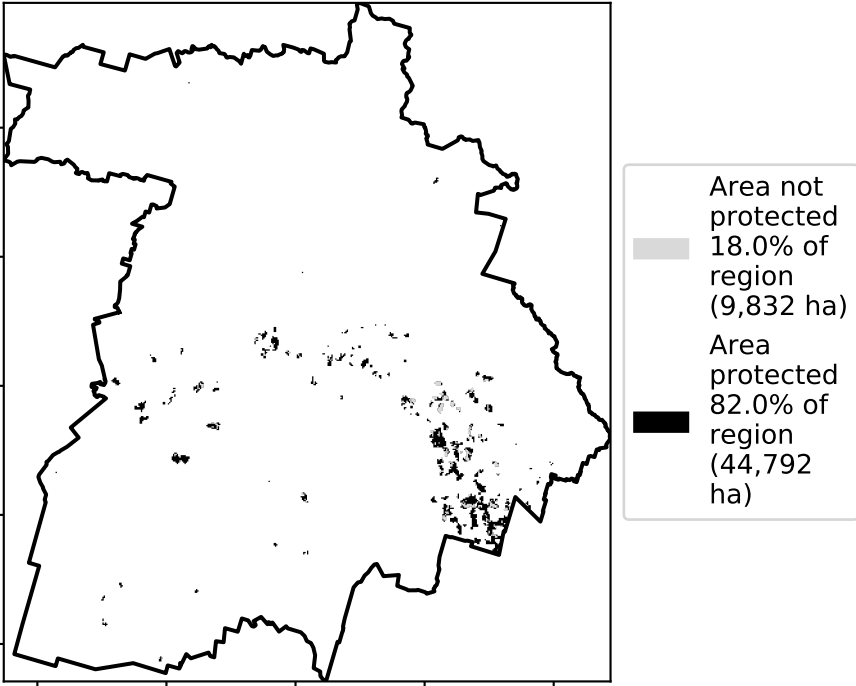 Area not
protected
18.0% of
region
(9,832 ha)
Area
protected
82.0% of
region
(44,792
ha)